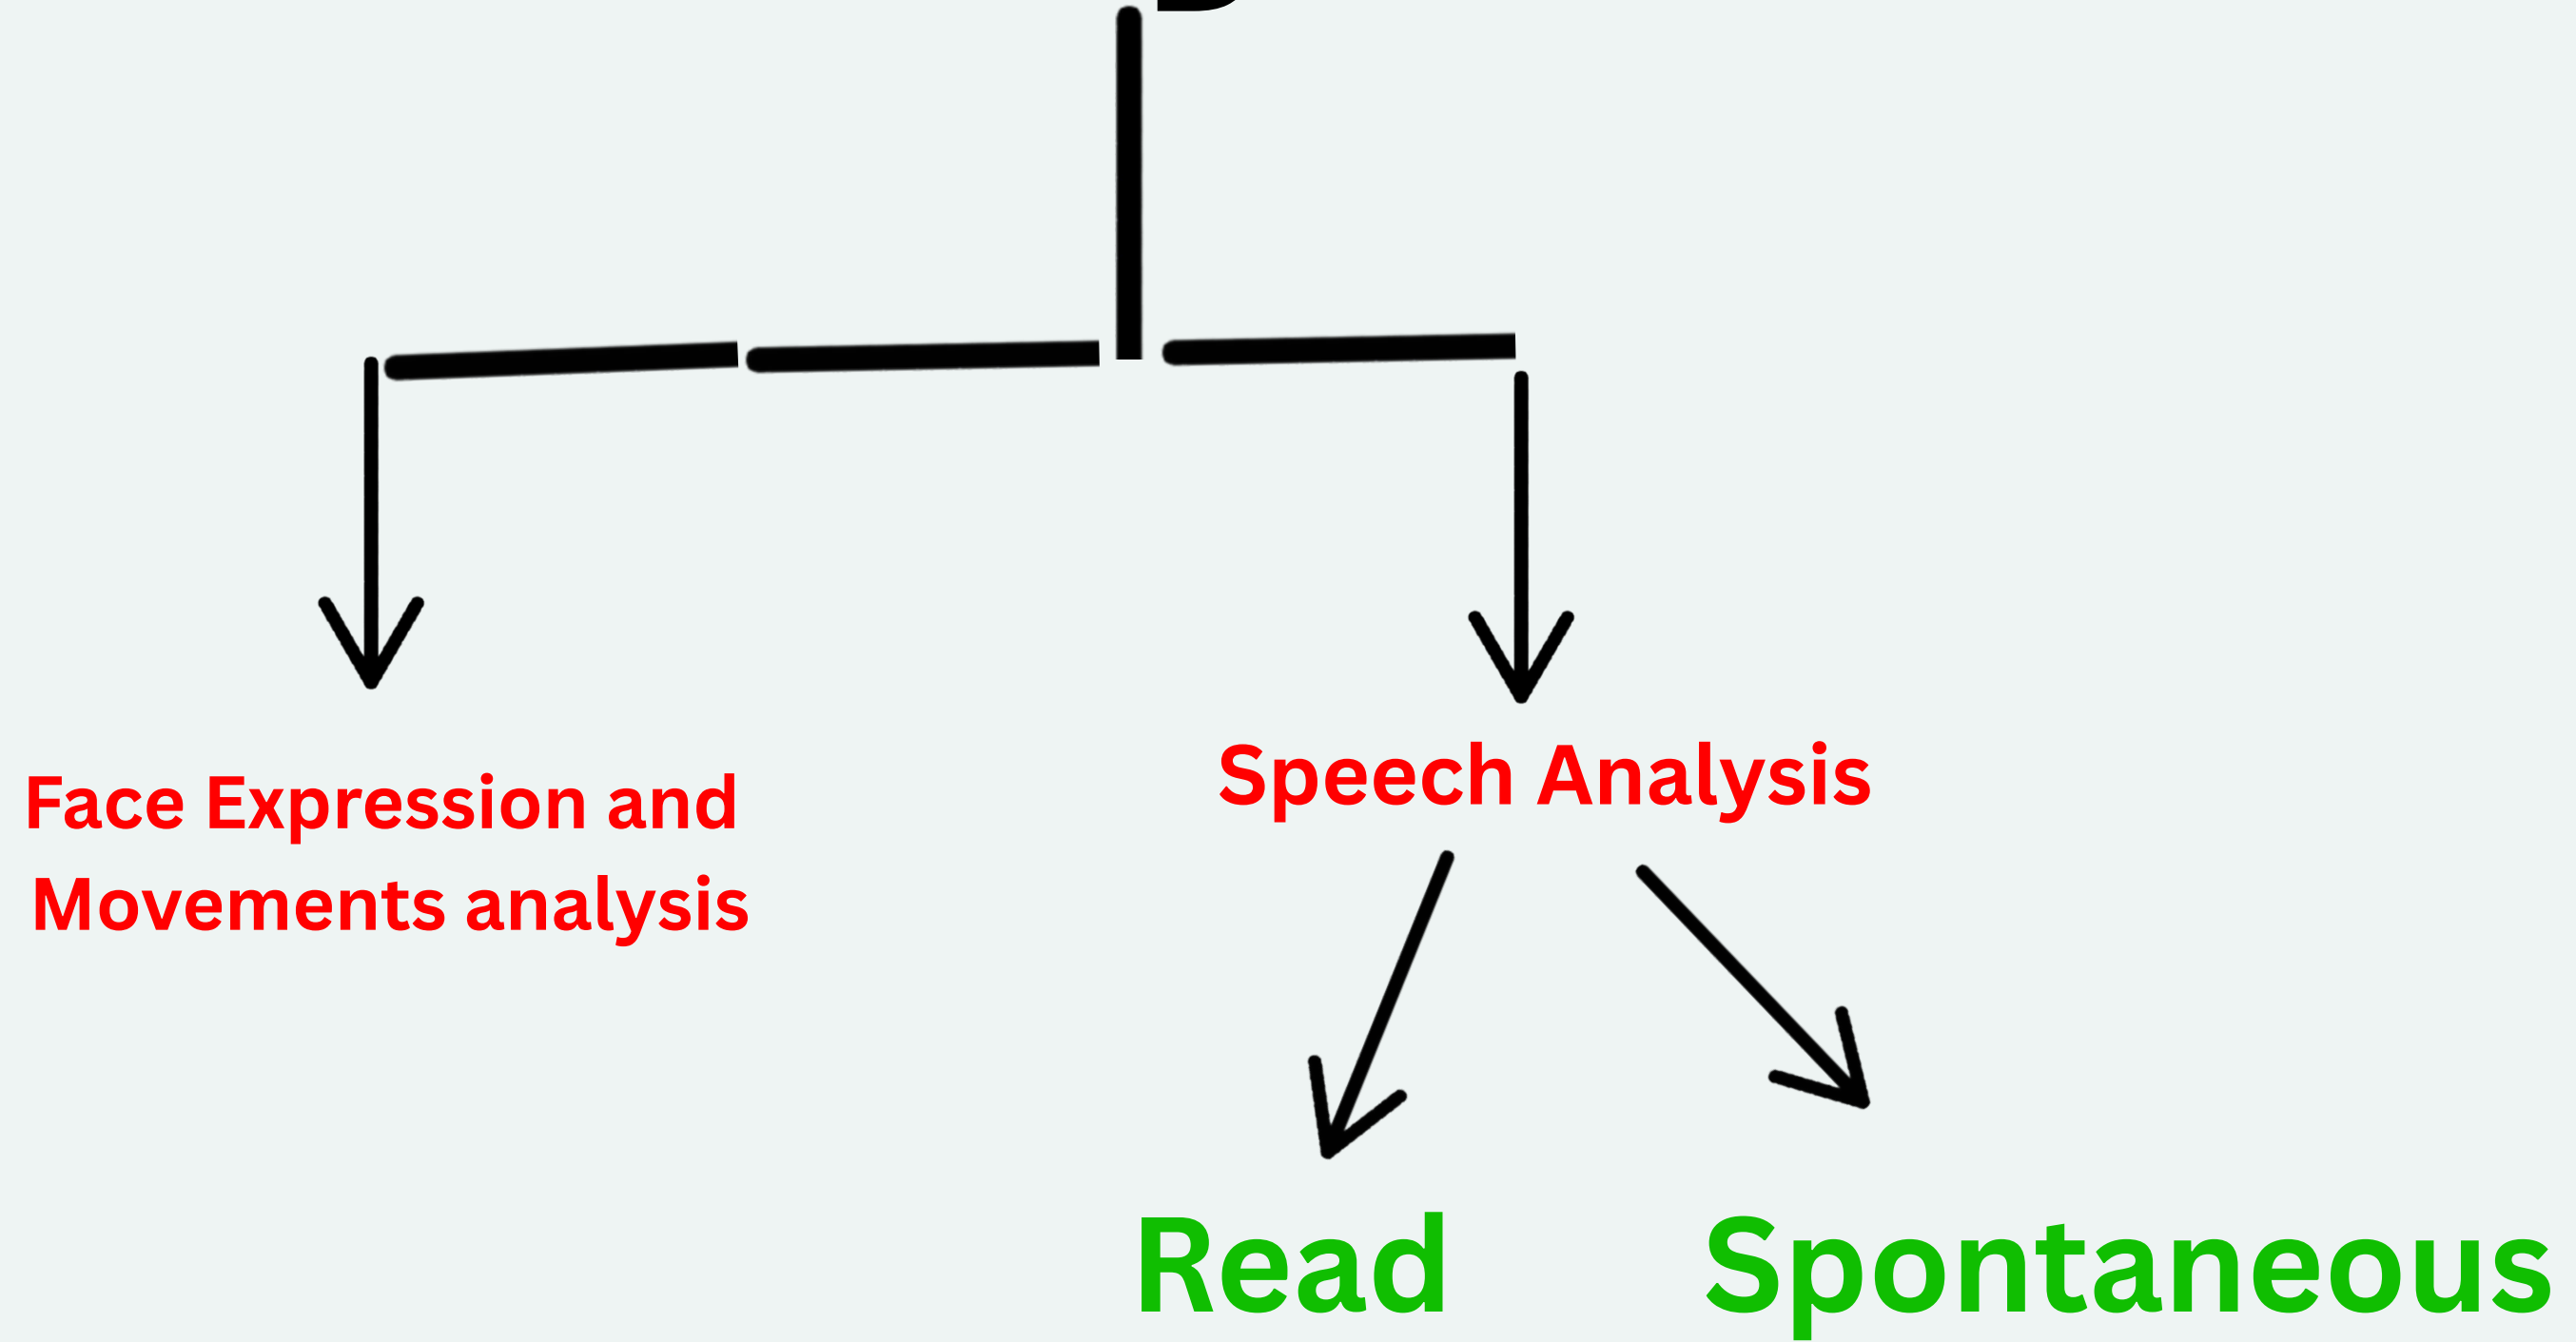 Face Expression and
Movements analysis
Speech Analysis
Read
Spontaneous